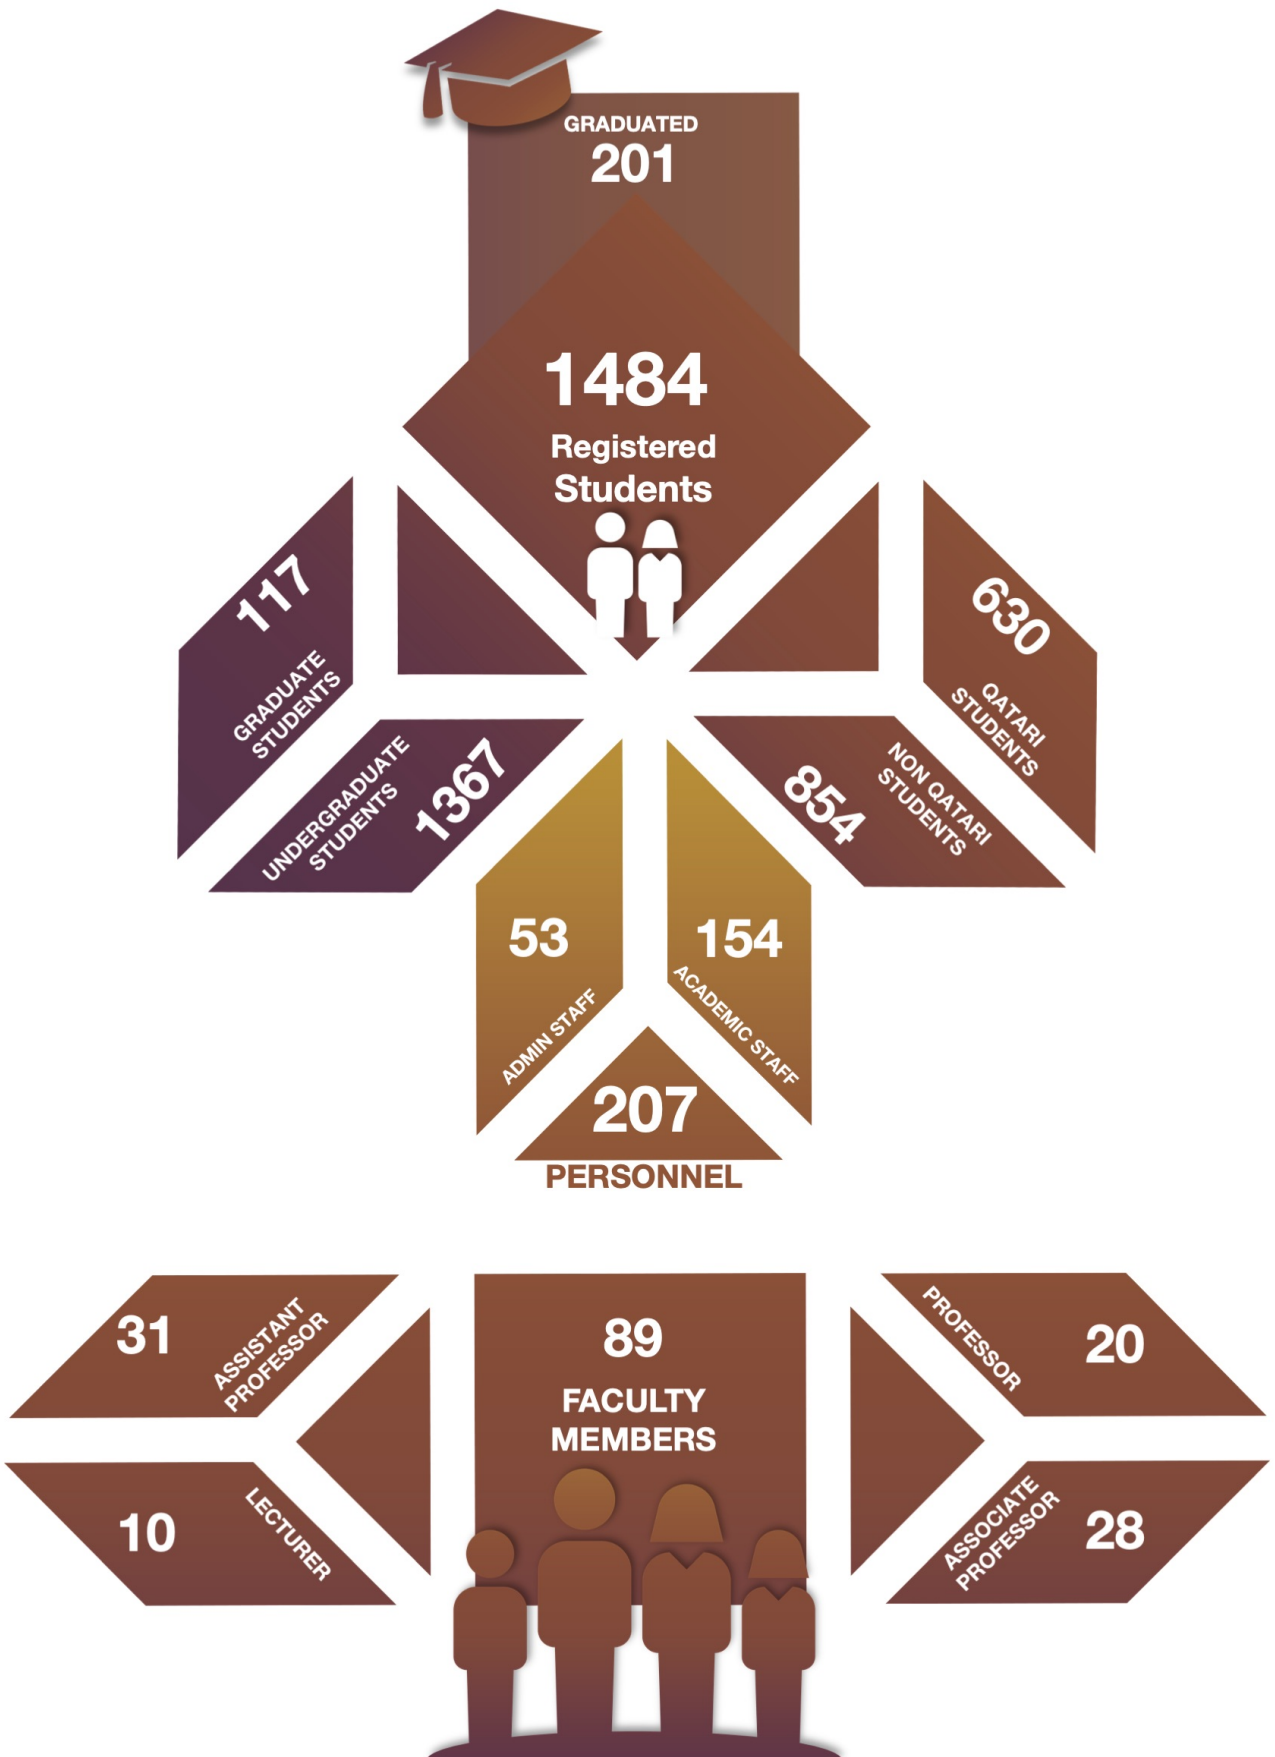 GRADUATED
201
1484
Registered
Students
117
GRADUATE
STUDENTS
UNDERGRADUATE
STUDENTS
1367
630
QATARI
STUDENTS
854
NON QATARI
STUDENTS
53
ADMIN STAFF
154
ACADEMIC STAFF
207
PERSONNEL
31
ASSISTANT
PROFESSOR
10
LECTURER
89
FACULTY
MEMBERS
PROFESSOR
20
ASSOCIATE
PROFESSOR
28